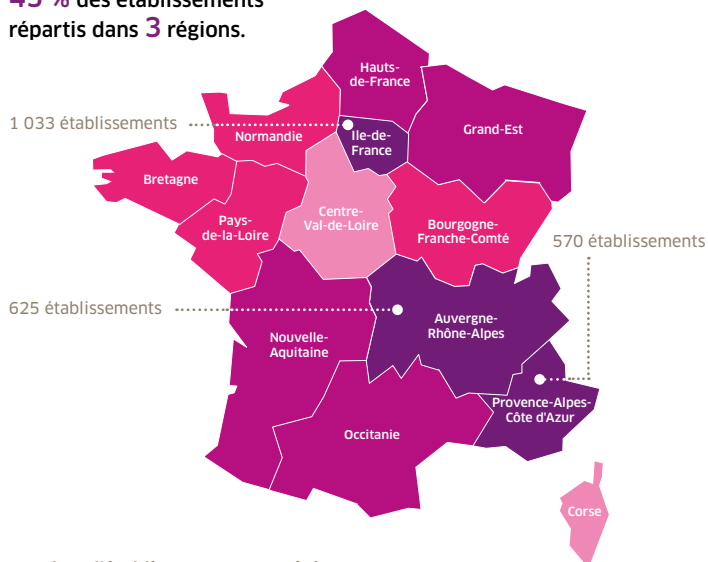 45 % des établissements
répartis dans 3 régions.
Hauts-
de-France
1 033 établissements
Normandie
Ile-de-
France
Grand-Est
Bretagne
Pays-
de-la-Loire
Centre-
Val-de-Loire
Bourgogne-
Franche-Comté
570 établissements
625 établissements
Auvergne-
Rhône-Alpes
Nouvelle-
Aquitaine
Provence-Alpes-
Côte d'Azur
Occitanie
Corse